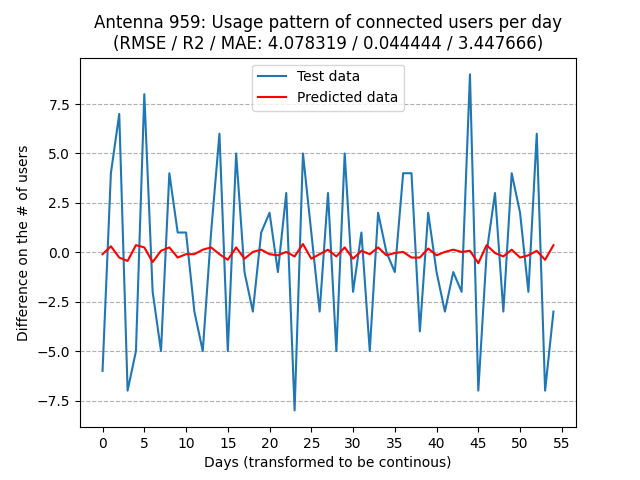 Antenna 959: Usage pattern of connected users per day
(RMSE / R2 / MAE: 4.078319 / 0.044444 / 3.447666)
Test data
Predicted data
Difference on the # of users
7.5
5.0
2.5
0.0
−2.5
−5.0
−7.5
0 5 10 15 20 25 30 35 40 45 50 55
Days (transformed to be continous)